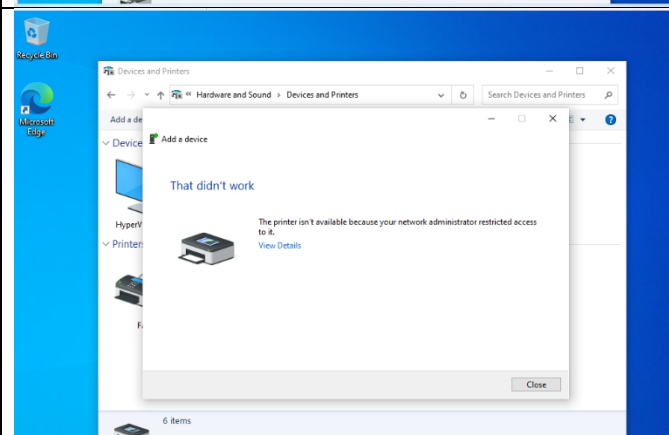 Recycle Bin
Devices and Printers
« Hardware and Sound > Devices and Printers
Search Devices and Printers
Microsoft
Edge
Add a de
Add a device
Device
That didn't work
The printer isn't available because your network administrator restricted access
to it.
View Details
HyperV
Printers
Fa
Close
6 items